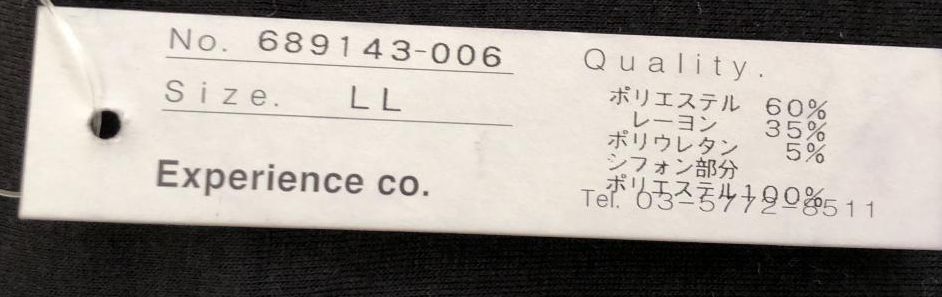 No. 689143-006
Size. LL
Experience co.
Quality.
ポリエステル 60%
レーヨン 35%
ポリウレタン 5%
シフォン部分
ポリエステル100%
Tel. 03-5772-8511